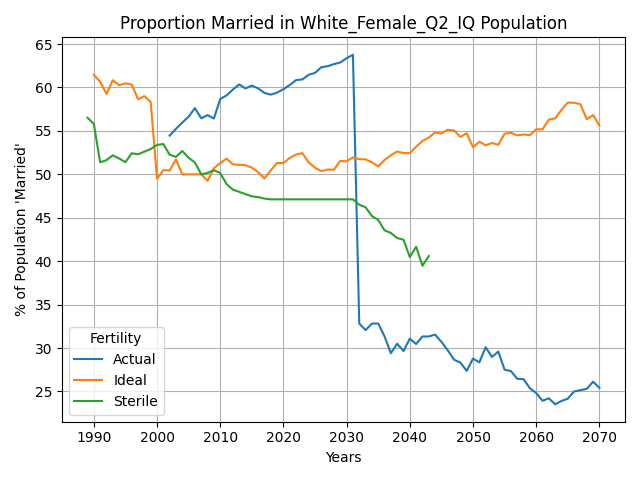 Proportion Married in White_Female_Q2_IQ Population
% of Population 'Married'
65
60
55
50
45
40
35
30
25
Fertility
Actual
Ideal
Sterile
1990 2000 2010 2020 2030 2040 2050 2060 2070
Years